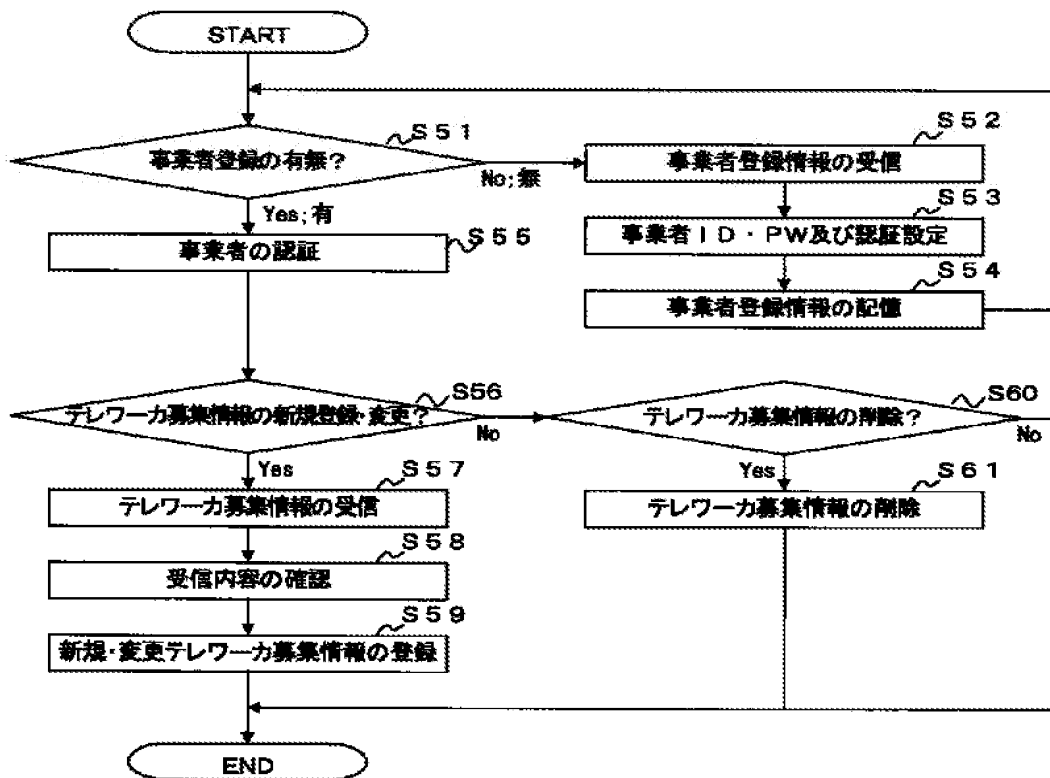 START
S51
事業者登録の有無?
No;無
Yes;有
S52
事業者登録情報の受信
S53
事業者ID・PW及び認証設定
S54
事業者登録情報の記憶
S55
事業者の認証
S56
テレワーカ募集情報の新規登録・変更?
No
Yes
S60
テレワーカ募集情報の削除?
No
Yes
S57
テレワーカ募集情報の受信
S61
テレワーカ募集情報の削除
S58
受信内容の確認
S59
新規・変更テレワーカ募集情報の登録
END